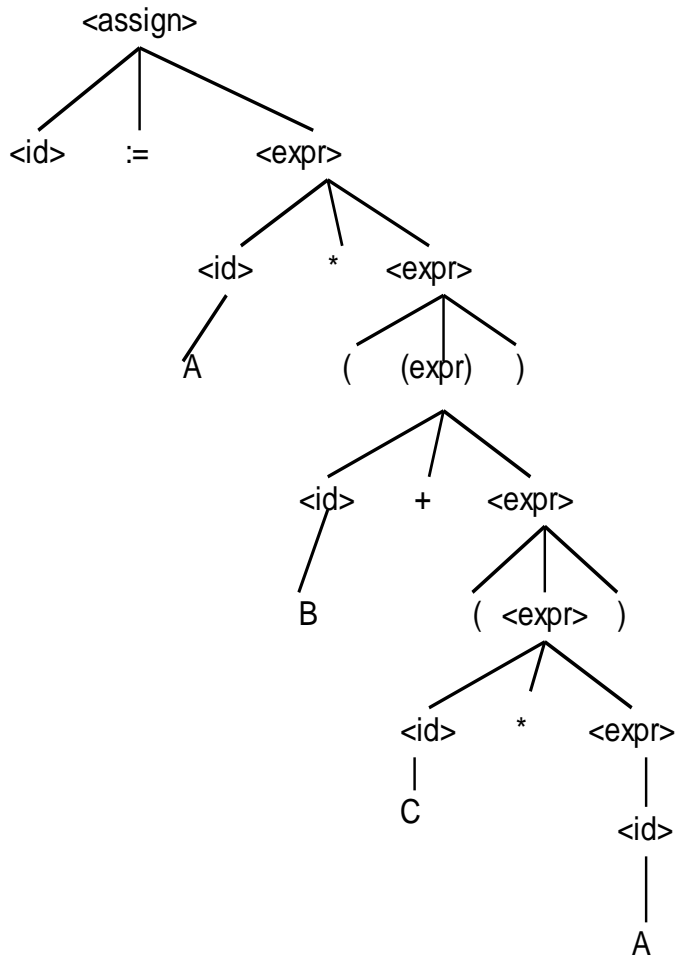 <assign>
<id> := <expr>
<id> * <expr>
A ( (expr) )
<id> + <expr>
B ( <expr> )
<id> * <expr>
C
<id>
A